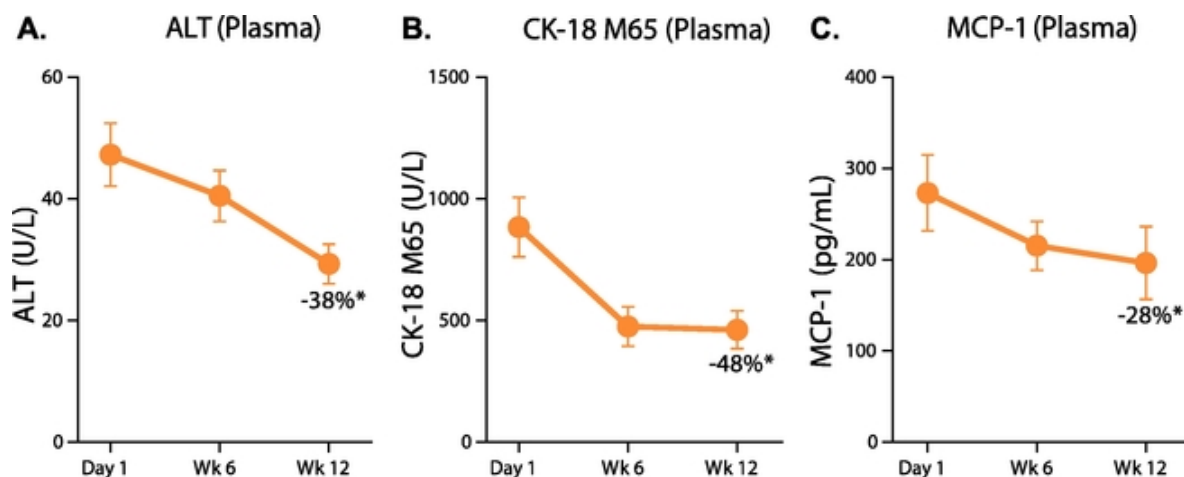 A. ALT (Plasma)
60
40
20
0
ALT (U/L)
-38%*
Day 1 Wk 6 Wk 12
B. CK-18 M65 (Plasma)
1500
1000
500
0
CK-18 M65 (U/L)
-48%*
Day 1 Wk 6 Wk 12
C. MCP-1 (Plasma)
400
300
200
100
0
MCP-1 (pg/mL)
-28%*
Day 1 Wk 6 Wk 12